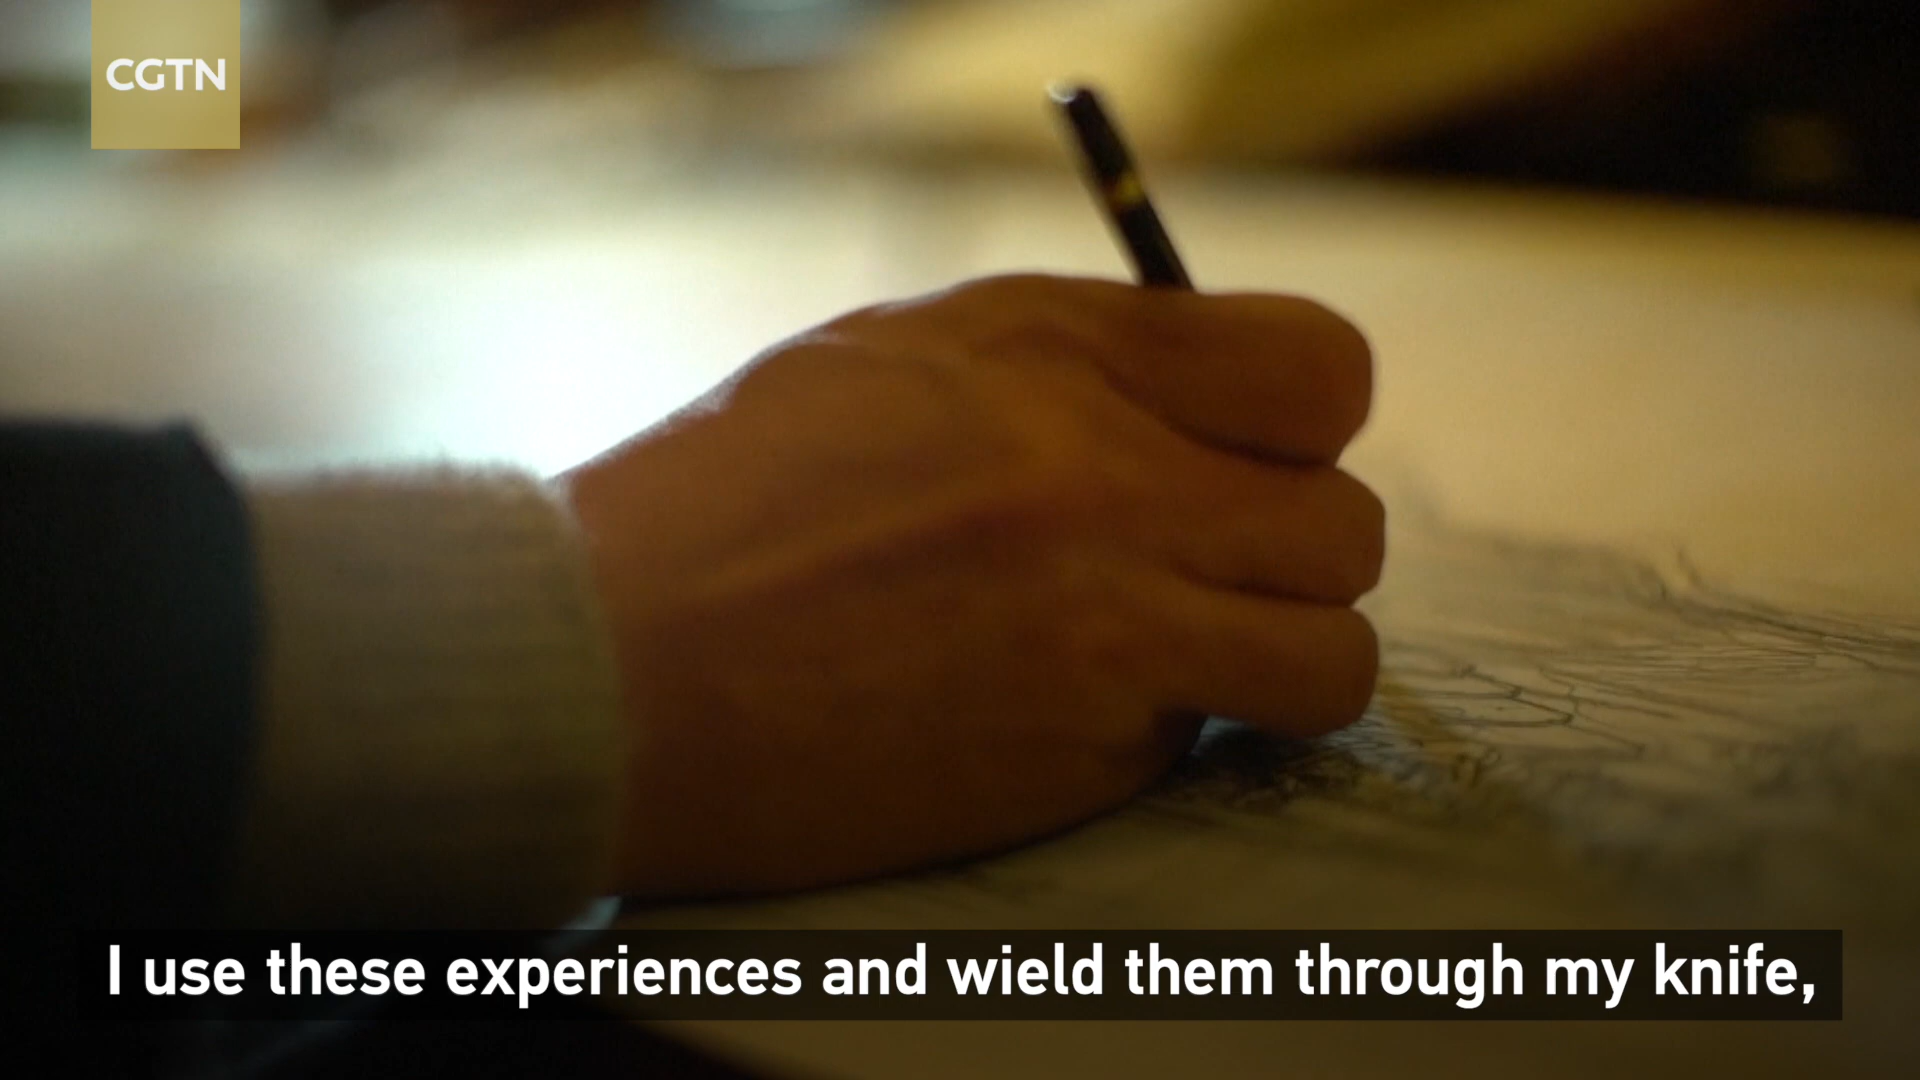 CGTN
I use these experiences and wield them through my knife,